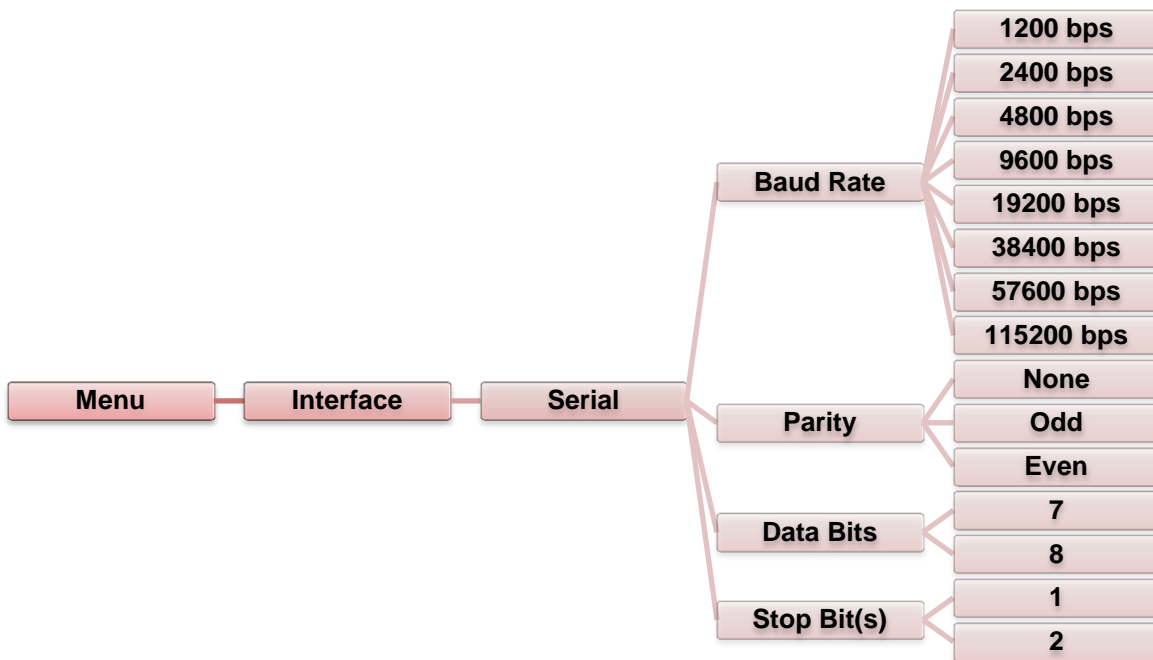 Menu
Interface
Serial
Baud Rate
1200 bps
2400 bps
4800 bps
9600 bps
19200 bps
38400 bps
57600 bps
115200 bps
Parity
None
Odd
Even
Data Bits
7
8
Stop Bit(s)
1
2